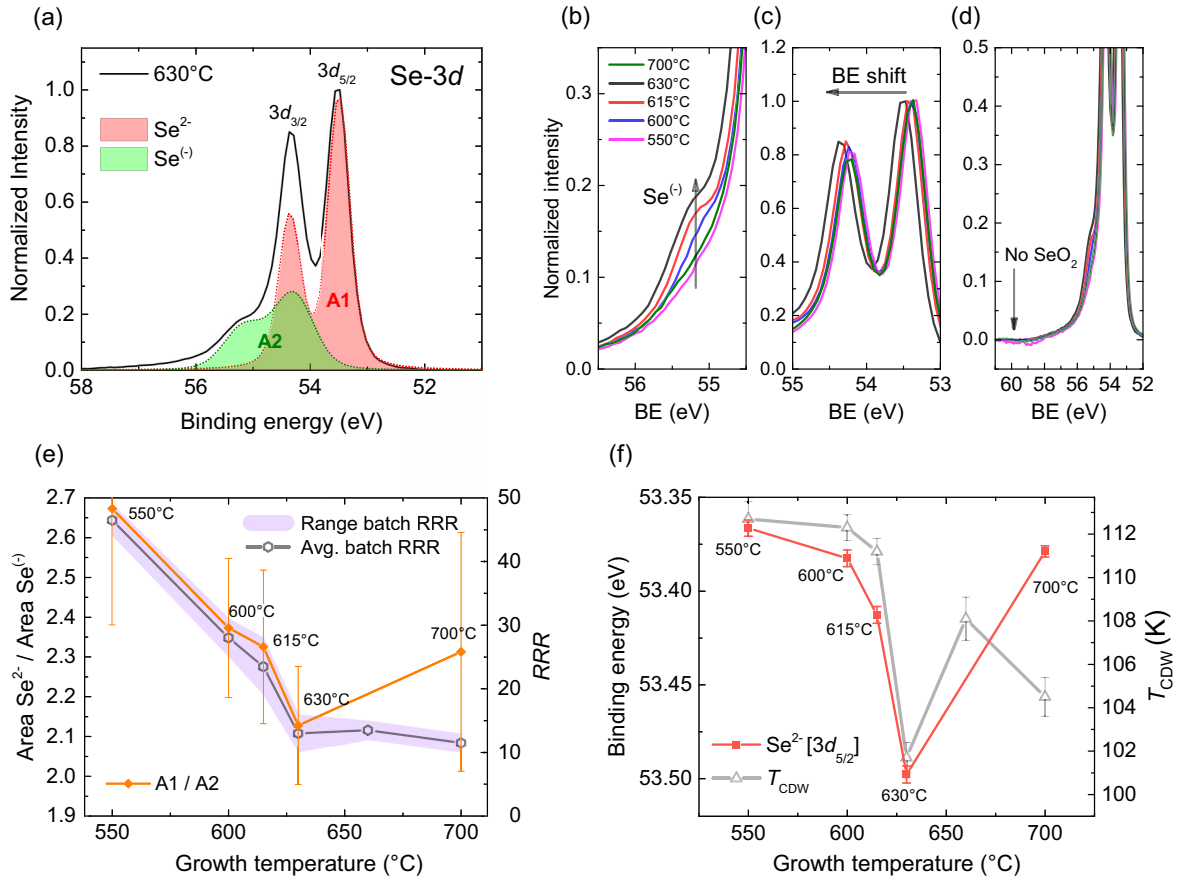 (a)
630°C
Se-3d
3d3/2
3d5/2
Se2-
Se(-)
A1
A2
Normalized Intensity
1.0
0.8
0.6
0.4
0.2
0.0
58
56
54
52
Binding energy (eV)
(b)
700°C
630°C
615°C
600°C
550°C
Se(-)
Normalized intensity
0.3
0.2
0.1
0.0
56
55
BE (eV)
(c)
BE shift
1.2
1.0
0.8
0.6
0.4
0.2
0.0
55
54
53
BE (eV)
(d)
No SeO2
0.5
0.4
0.3
0.2
0.1
0.0
60
58
56
54
52
BE (eV)
(e)
Area Se2- / Area Se(-)
2.7
2.6
2.5
2.4
2.3
2.2
2.1
2.0
1.9
550°C
600°C
615°C
630°C
700°C
Range batch RRR
Avg. batch RRR
A1 / A2
50
40
30
20
10
0
RRR
550
600
650
700
Growth temperature (°C)
(f)
Binding energy (eV)
53.35
53.40
53.45
53.50
550°C
600°C
615°C
630°C
700°C
Se2- [3d5/2]
TCDW
112
110
108
106
104
102
100
TCDW (K)
550
600
650
700
Growth temperature (°C)